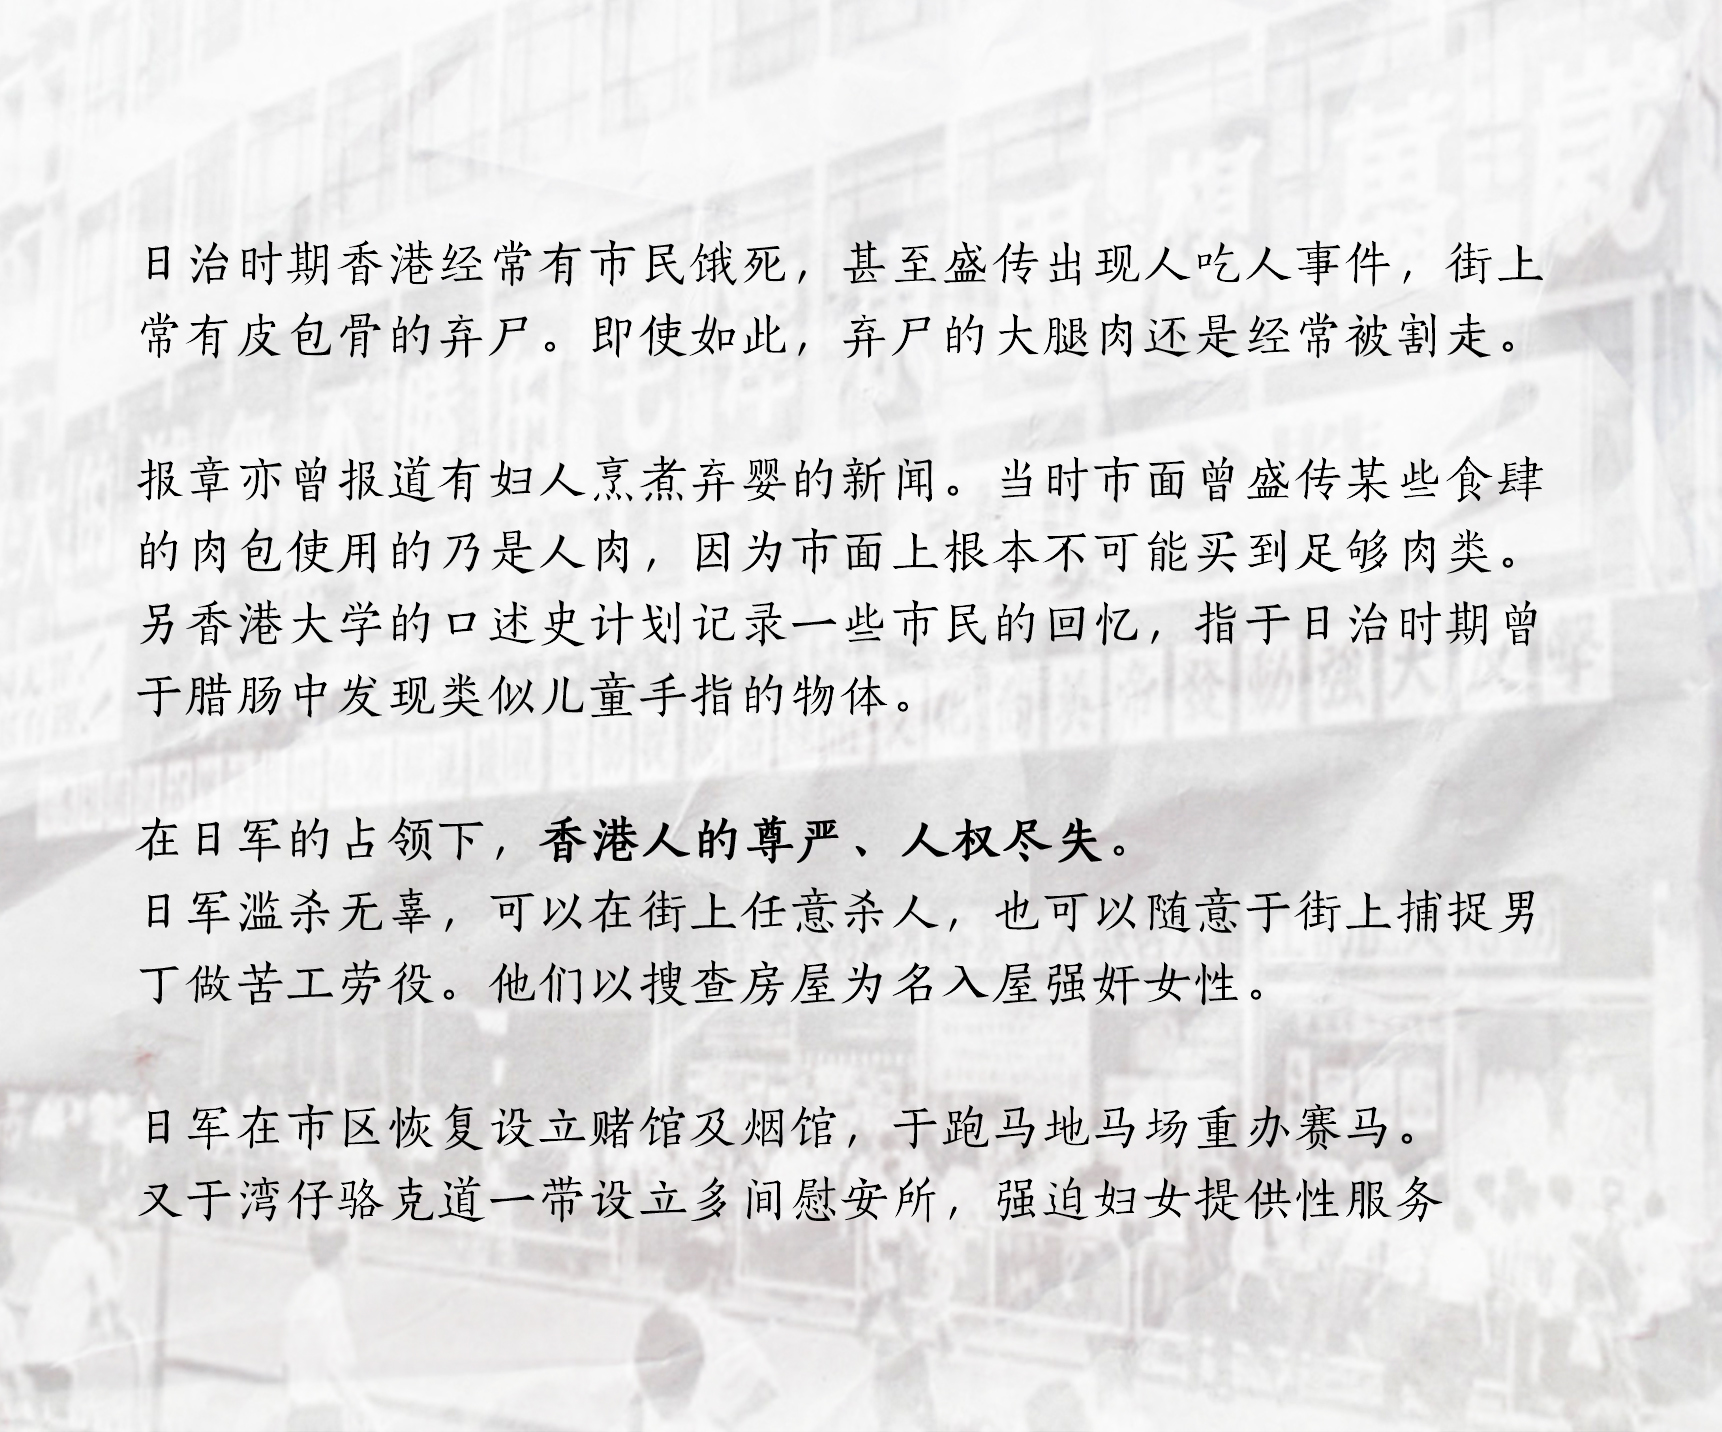 日治时期香港经常有市民饿死，甚至盛传出现人吃人事件，街上
常有皮包骨的弃尸。即使如此，弃尸的大腿肉还是经常被割走。
报章亦曾报道有妇人烹煮弃婴的新闻。当时市面曾盛传某些食肆
的肉包使用的乃是人肉，因为市面上根本不可能买到足够肉类。
另香港大学的口述史计划记录一些市民的回忆，指于日治时期曾
于腊肠中发现类似儿童手指的物体。
在日军的占领下，香港人的尊严、人权尽失。
日军滥杀无辜，可以在街上任意杀人，也可以随意于街上捕捉男
丁做苦工劳役。他们以搜查房屋为名入屋强奸女性。
日军在市区恢复设立赌馆及烟馆，于跑马地马场重办赛马。
又于湾仔骆克道一带设立多间慰安所，强迫妇女提供性服务